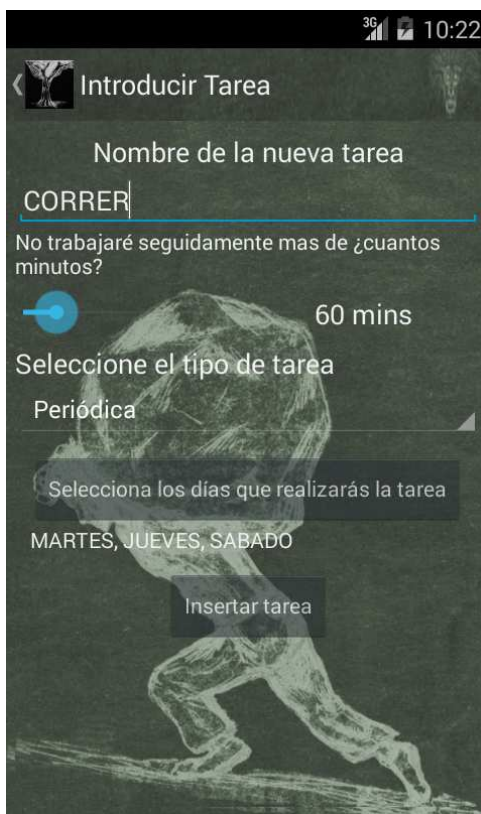 3G 10:22
Introducir Tarea
Nombre de la nueva tarea
CORRER
No trabajaré seguidamente mas de ¿cuantos
minutos?
60 mins
Seleccione el tipo de tarea
Periódica
Selecciona los días que realizarás la tarea
MARTES, JUEVES, SABADO
Insertar tarea